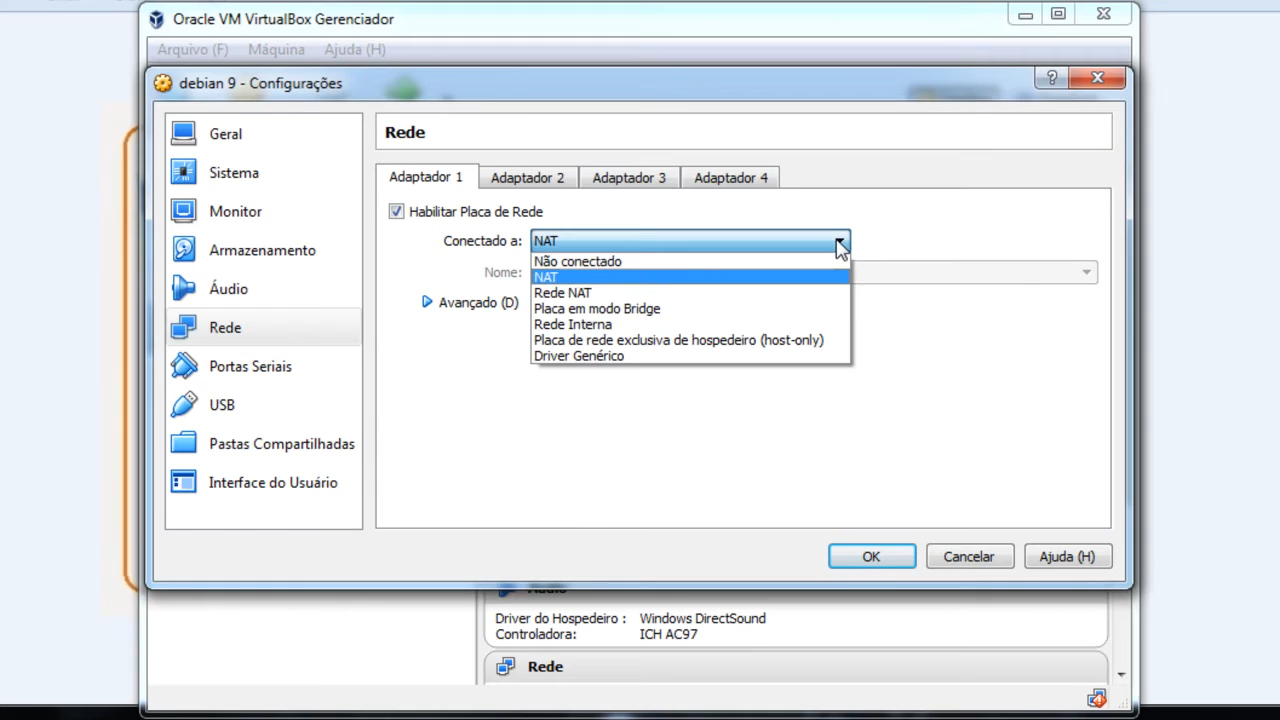 Oracle VM VirtualBox Gerenciador
Arquivo (F) Máquina Ajuda (H)
debian 9 - Configurações
?
Geral
Sistema
Monitor
Armazenamento
Áudio
Rede
Portas Seriais
USB
Pastas Compartilhadas
Interface do Usuário
Rede
Adaptador 1 Adaptador 2 Adaptador 3 Adaptador 4
Habilitar Placa de Rede
Conectado a: NAT
Não conectado
NAT
Rede NAT
Placa em modo Bridge
Rede Interna
Placa de rede exclusiva de hospedeiro (host-only)
Driver Genérico
Nome:
Avançado (D)
OK Cancelar Ajuda (H)
Áudio
Driver do Hospedeiro : Windows DirectSound
Controladora: ICH AC97
Rede